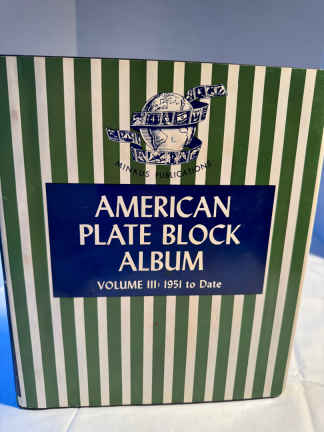 MINKUS PUBLICATIONS
AMERICAN
PLATE BLOCK
ALBUM
VOLUME III: 1951 to Date